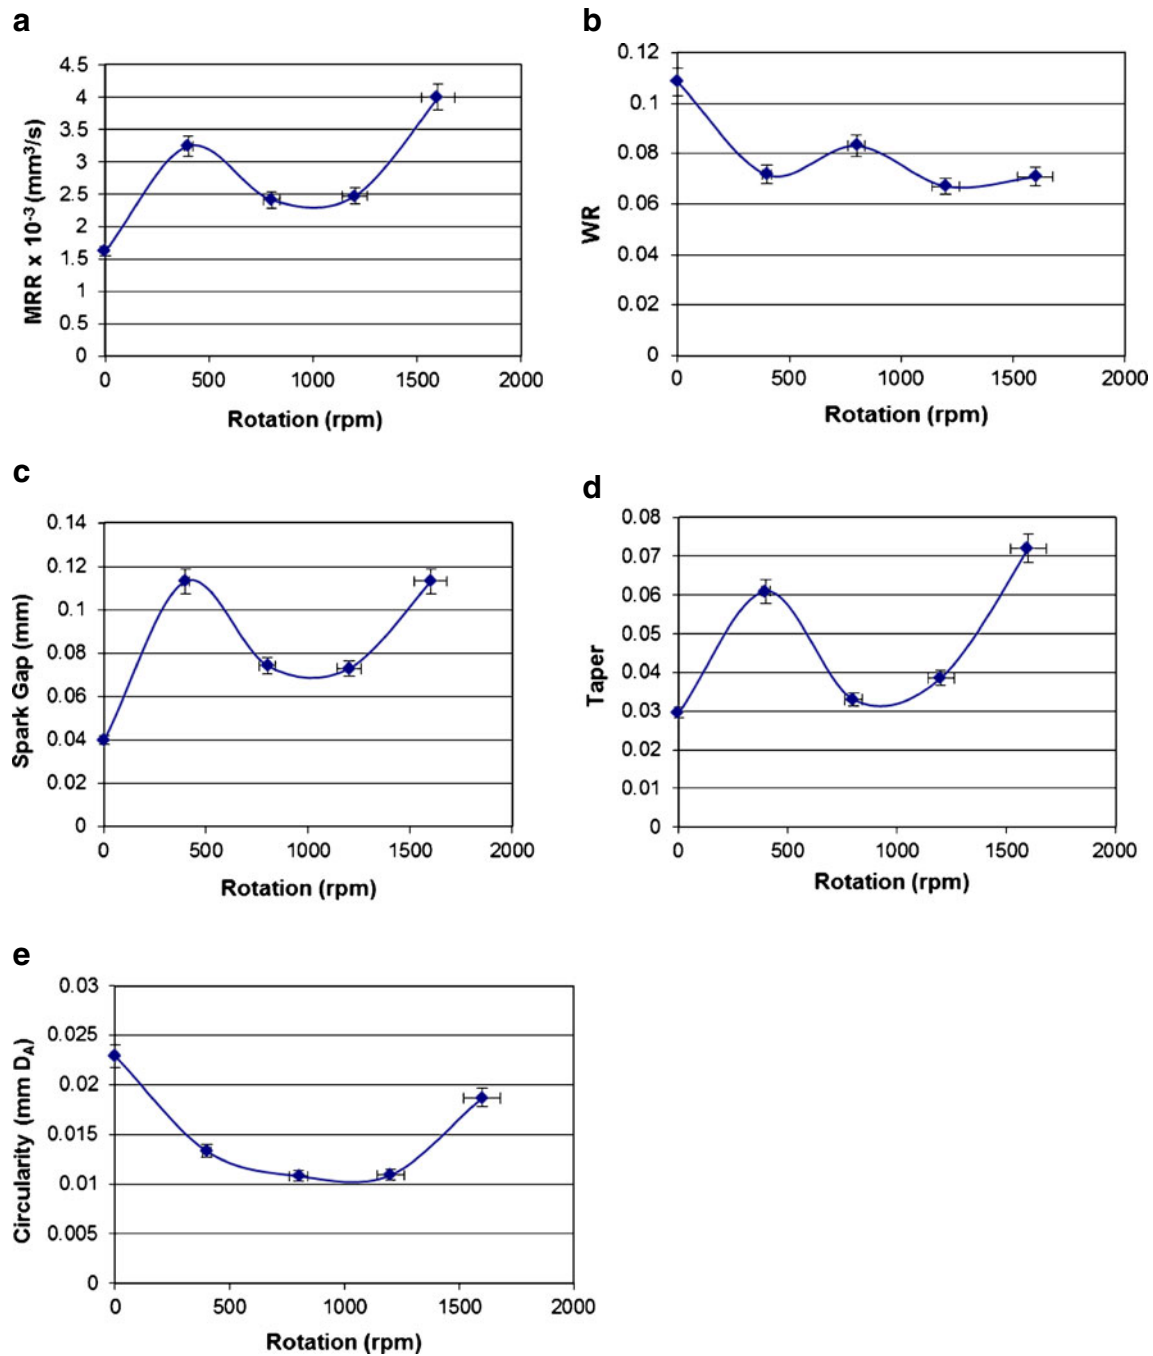 a
4.5
4
3.5
3
2.5
2
1.5
1
0.5
0
MRR x 10⁻³ (mm³/s)
0 500 1000 1500 2000
Rotation (rpm)
b
0.12
0.1
0.08
0.06
0.04
0.02
0
WR
0 500 1000 1500 2000
Rotation (rpm)
c
0.14
0.12
0.1
0.08
0.06
0.04
0.02
0
Spark Gap (mm)
0 500 1000 1500 2000
Rotation (rpm)
d
0.08
0.07
0.06
0.05
0.04
0.03
0.02
0.01
0
Taper
0 500 1000 1500 2000
Rotation (rpm)
e
0.03
0.025
0.02
0.015
0.01
0.005
0
Circularity (mm D_A)
0 500 1000 1500 2000
Rotation (rpm)